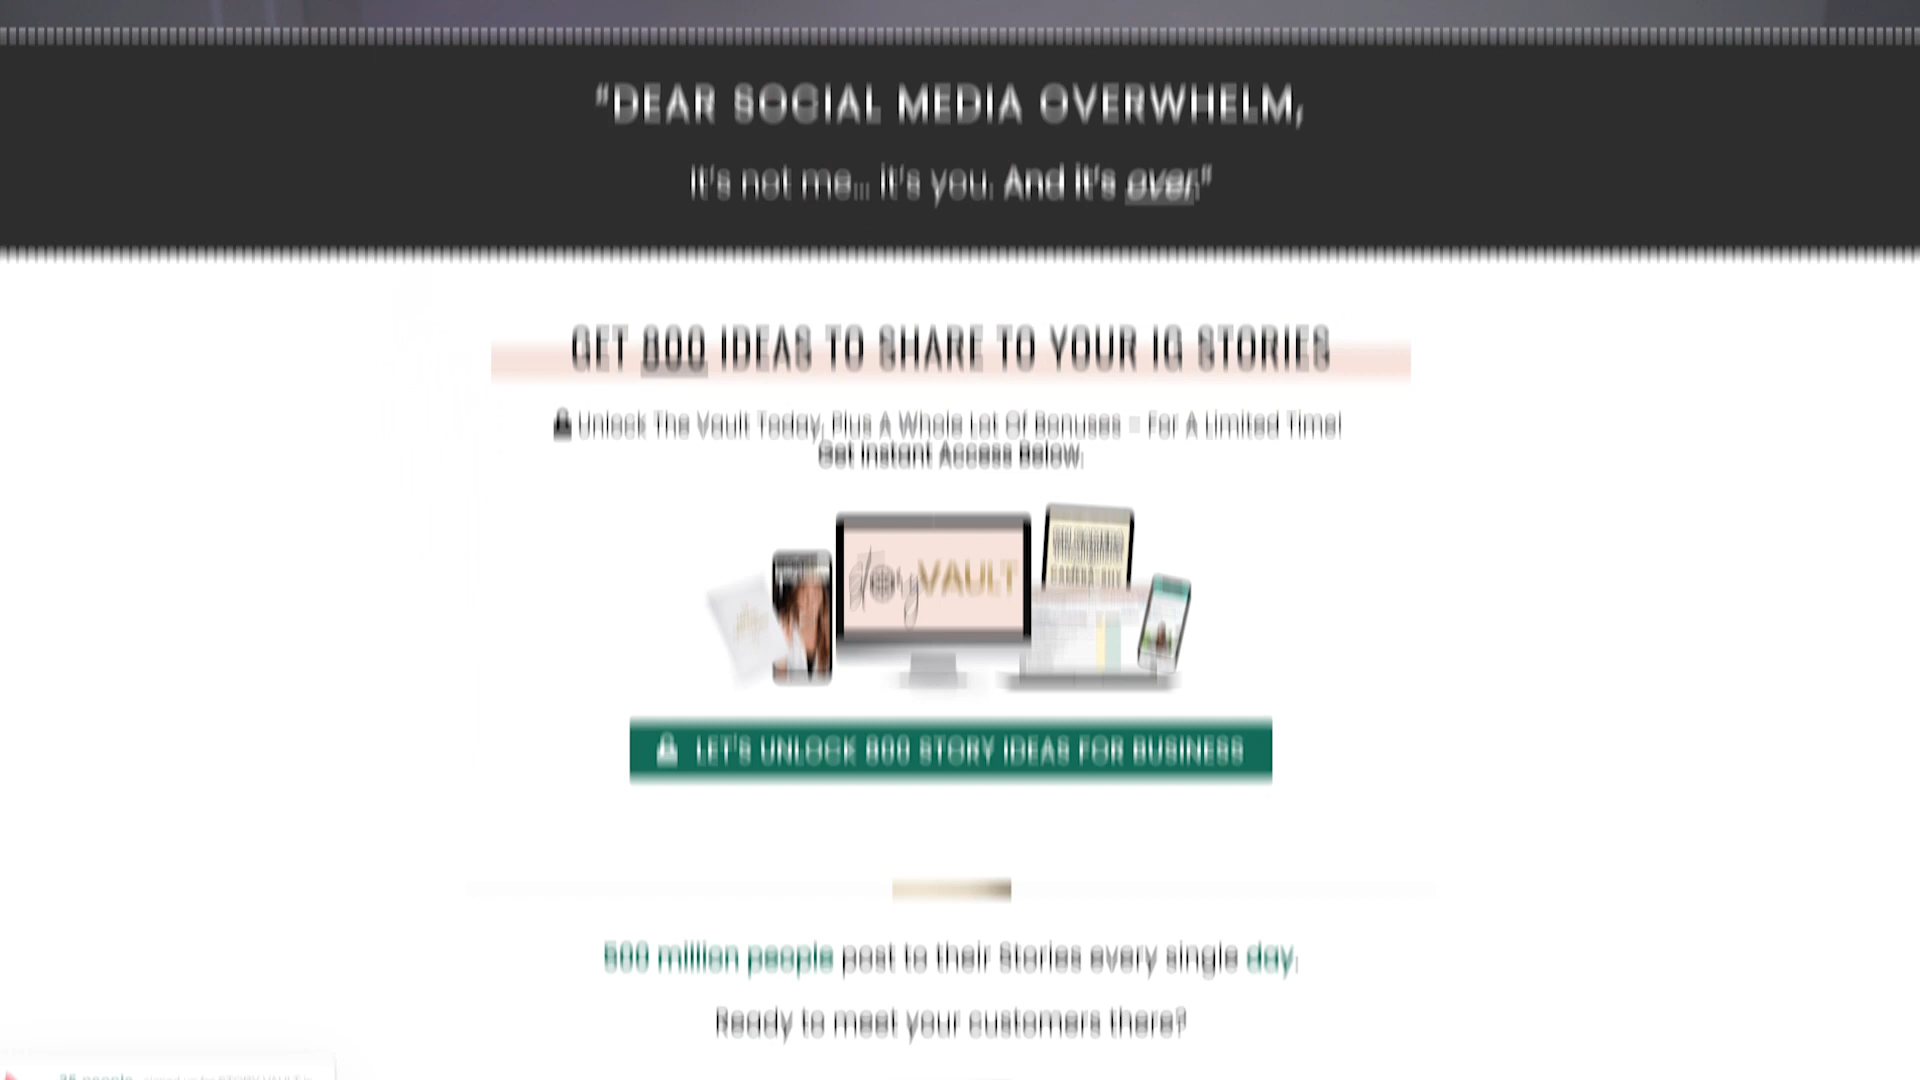 "DEAR SOCIAL MEDIA OVERWHELM,
It's not me... it's you. And it's over."
GET 800 IDEAS TO SHARE TO YOUR IG STORIES
Unlock The Vault Today, Plus A Whole Lot Of Bonuses - For A Limited Time!
Get Instant Access Below.
story VAULT
LET'S UNLOCK 800 STORY IDEAS FOR BUSINESS
500 million people post to their Stories every single day.
Ready to meet your customers there?